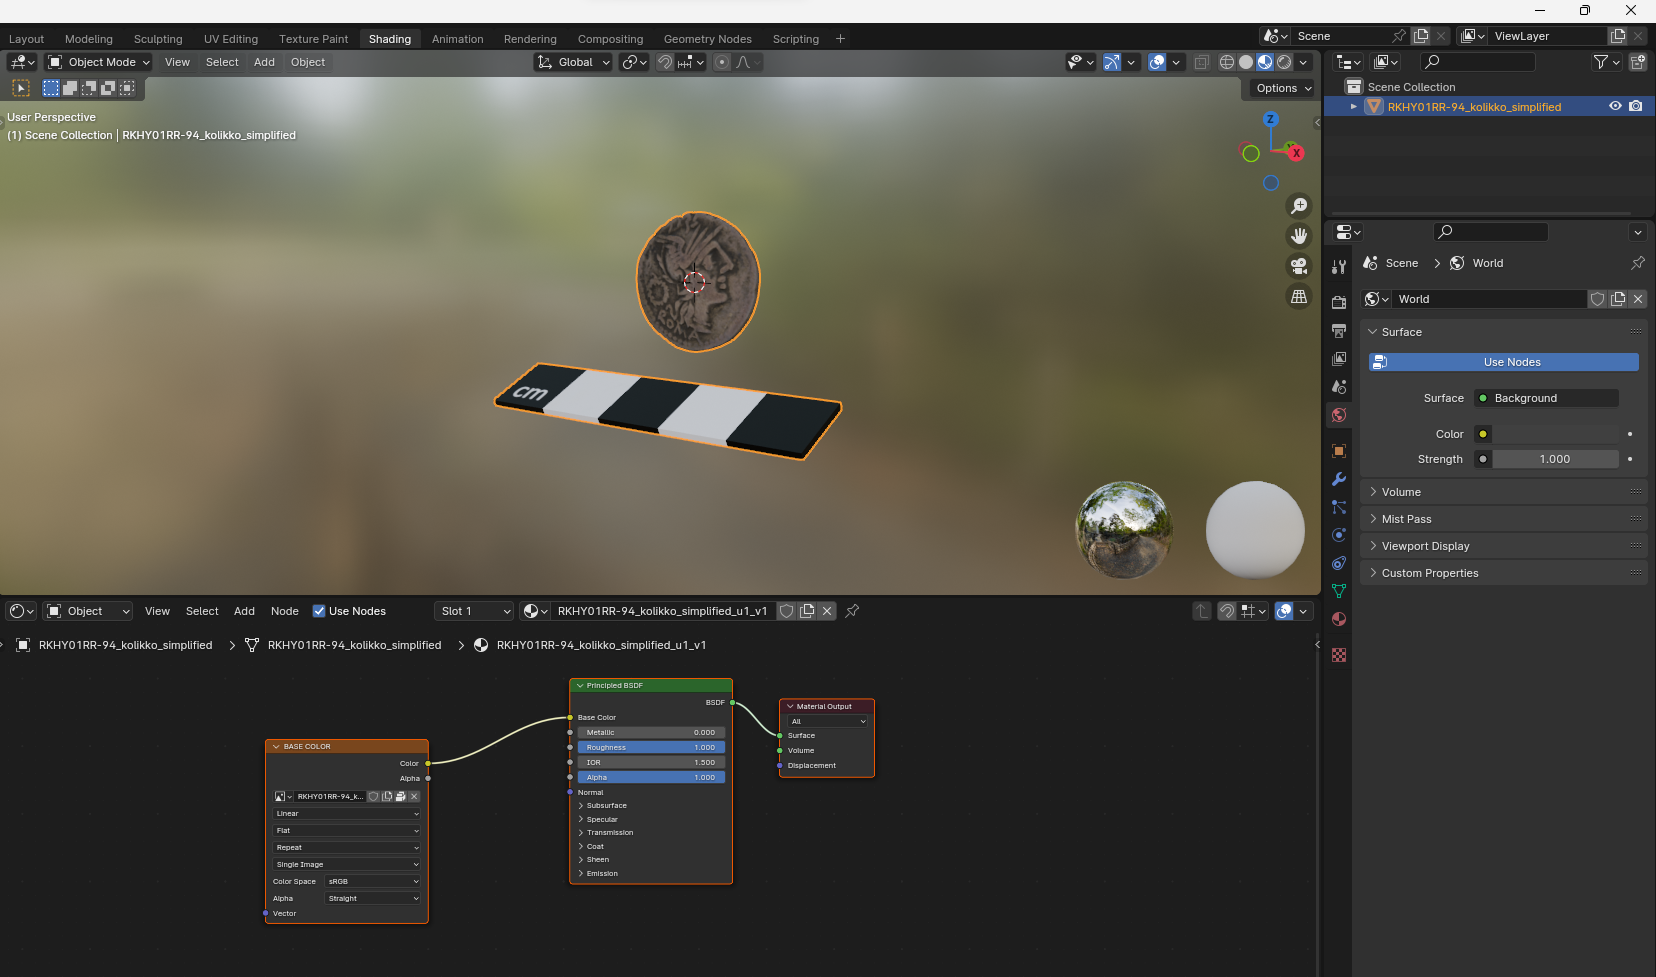 Layout Modeling Sculpting UV Editing Texture Paint Shading Animation Rendering Compositing Geometry Nodes Scripting +
Scene
ViewLayer
Object Mode View Select Add Object
Global
Options
User Perspective
(1) Scene Collection | RKHY01RR-94_kolikko_simplified
Z
Y
X
ROMA
cm
Scene Collection
RKHY01RR-94_kolikko_simplified
Scene > World
World
Surface
Use Nodes
Surface Background
Color
Strength 1.000
Volume
Mist Pass
Viewport Display
Custom Properties
Object View Select Add Node Use Nodes Slot 1 RKHY01RR-94_kolikko_simplified_u1_v1
RKHY01RR-94_kolikko_simplified > RKHY01RR-94_kolikko_simplified > RKHY01RR-94_kolikko_simplified_u1_v1
BASE COLOR
Color
Alpha
RKHY01RR-94_k...
Linear
Flat
Repeat
Single Image
Color Space sRGB
Alpha Straight
Vector
Principled BSDF
BSDF
Base Color
Metallic 0.000
Roughness 1.000
IOR 1.500
Alpha 1.000
Normal
Subsurface
Specular
Transmission
Coat
Sheen
Emission
Material Output
All
Surface
Volume
Displacement